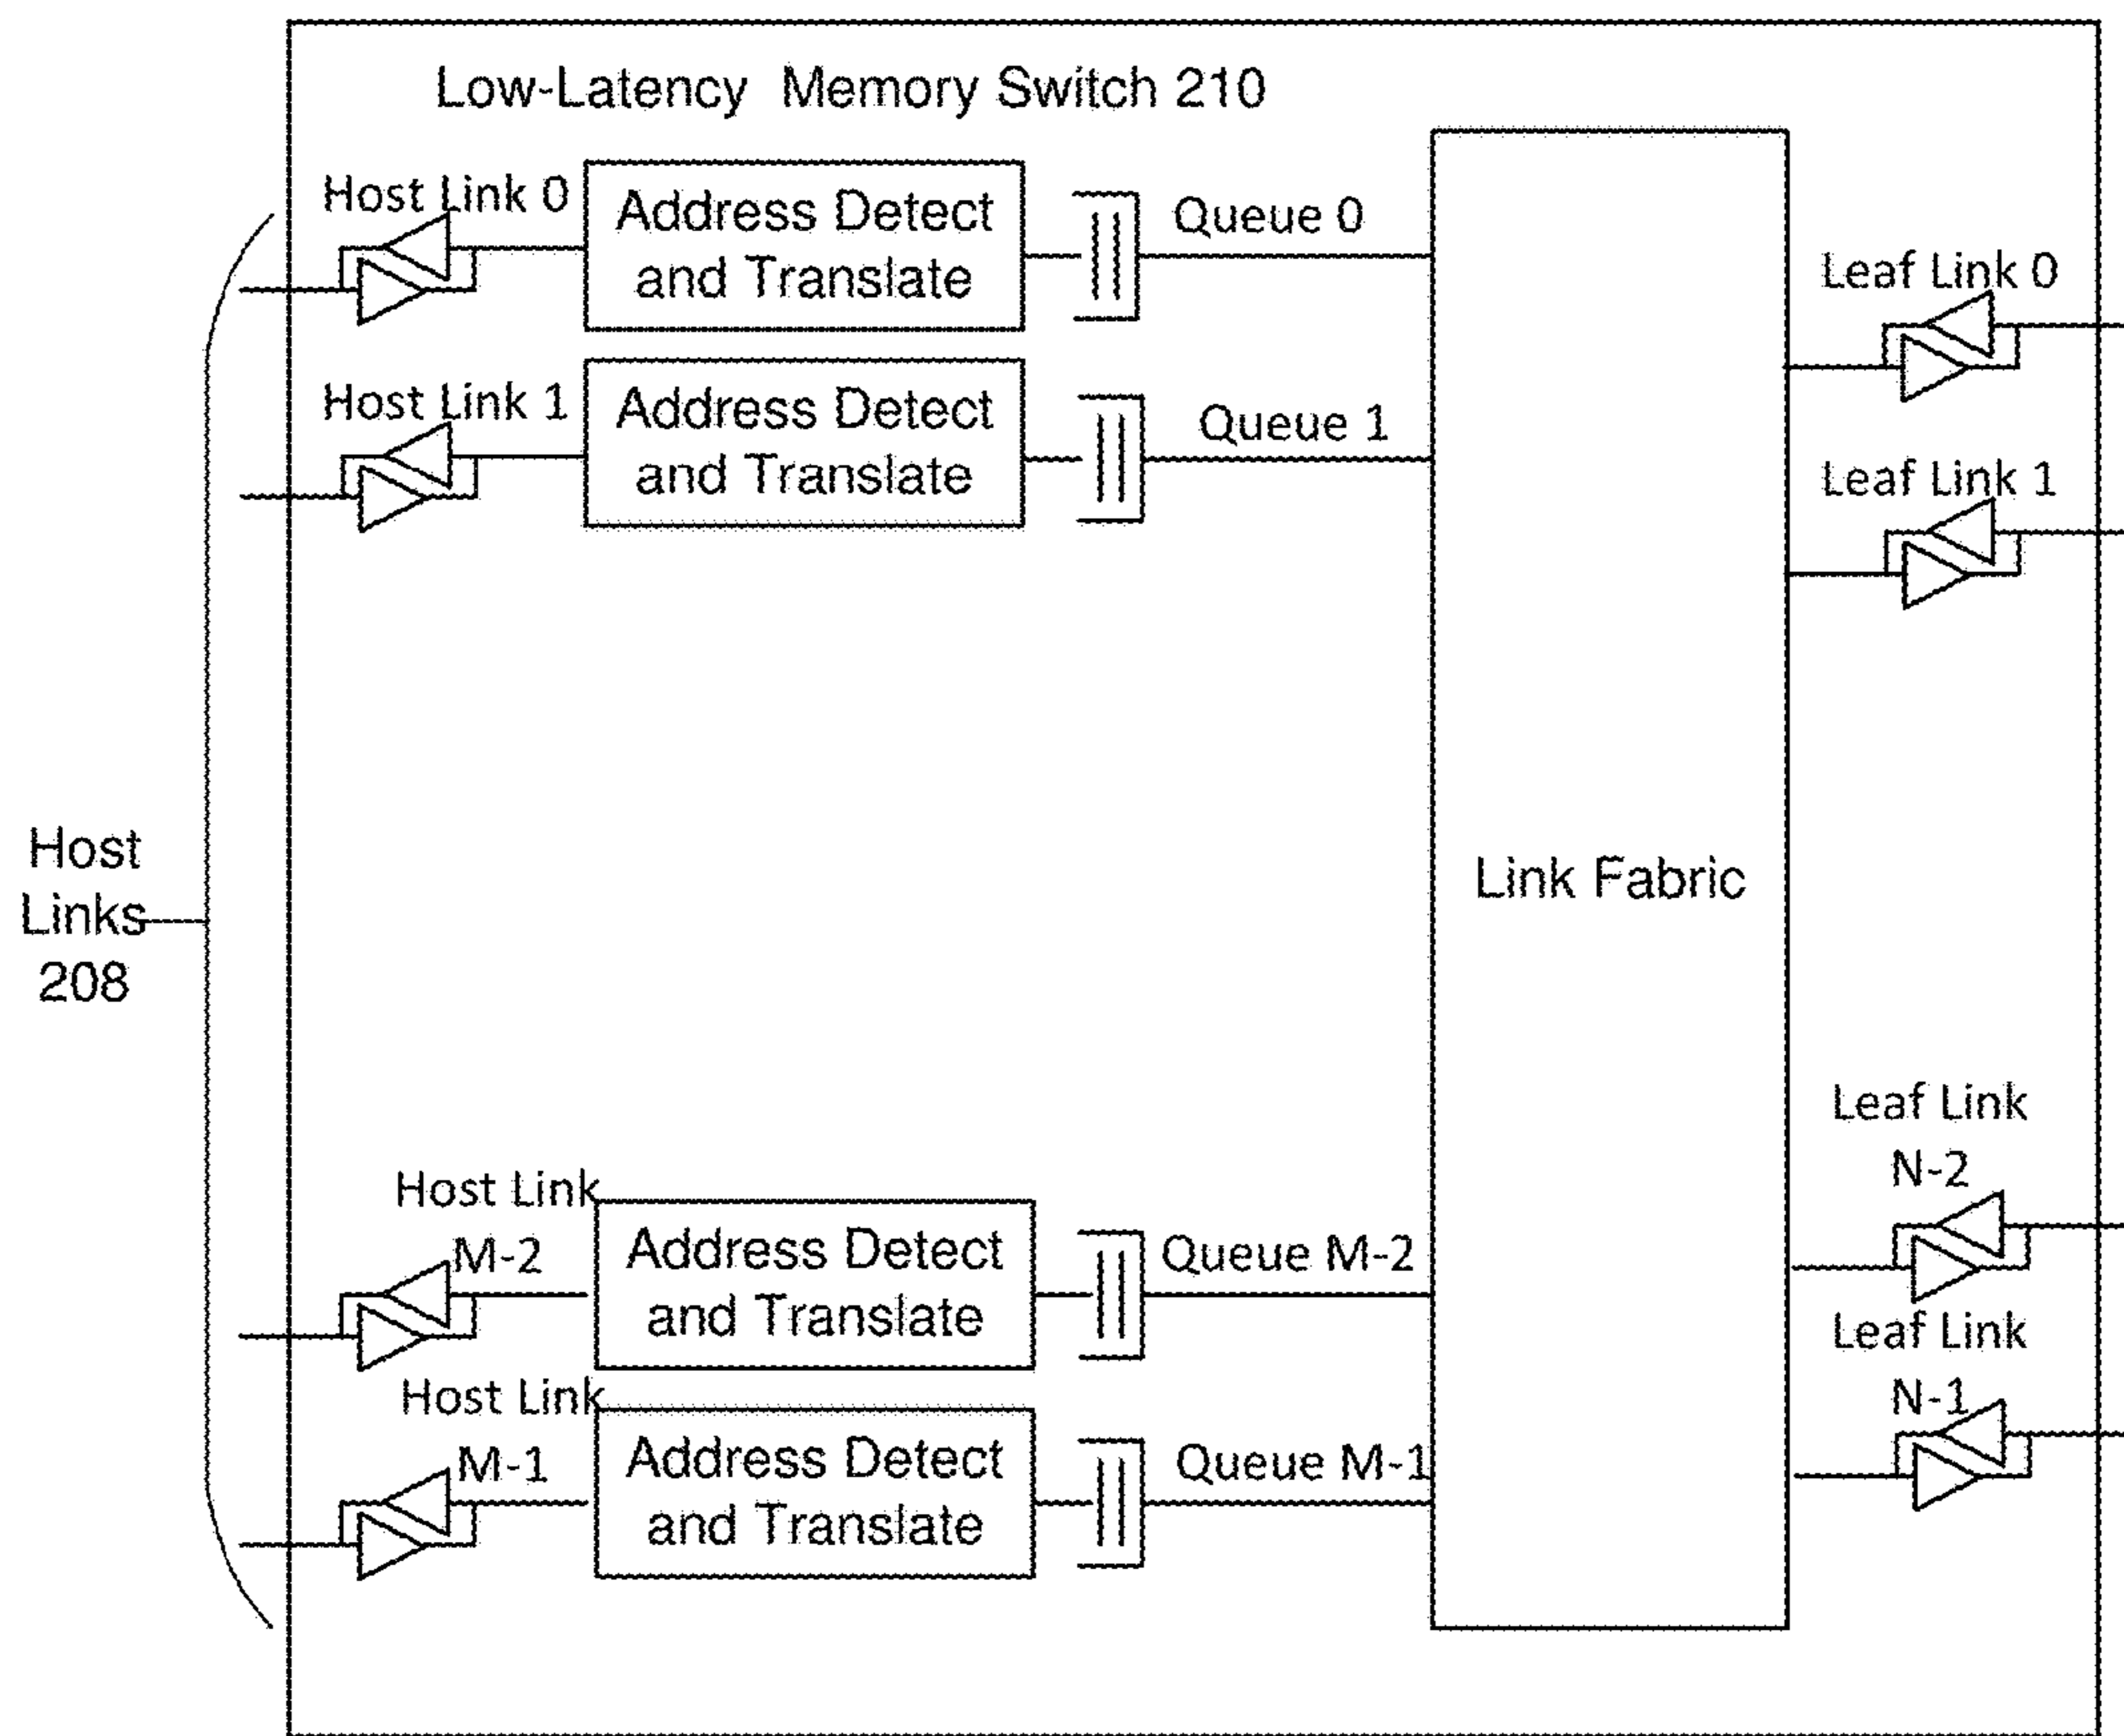 Low-Latency Memory Switch 210
Host Link 0
Address Detect
and Translate
Queue 0
Leaf Link 0
Host Link 1
Address Detect
and Translate
Queue 1
Leaf Link 1
Host
Links
208
Link Fabric
Leaf Link
N-2
Host Link
M-2
Address Detect
and Translate
Queue M-2
Leaf Link
N-1
Host Link
M-1
Address Detect
and Translate
Queue M-1